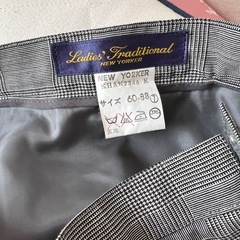 Ladies' Traditional
NEW YORKER
NEW YORKER
サイズ 60-88